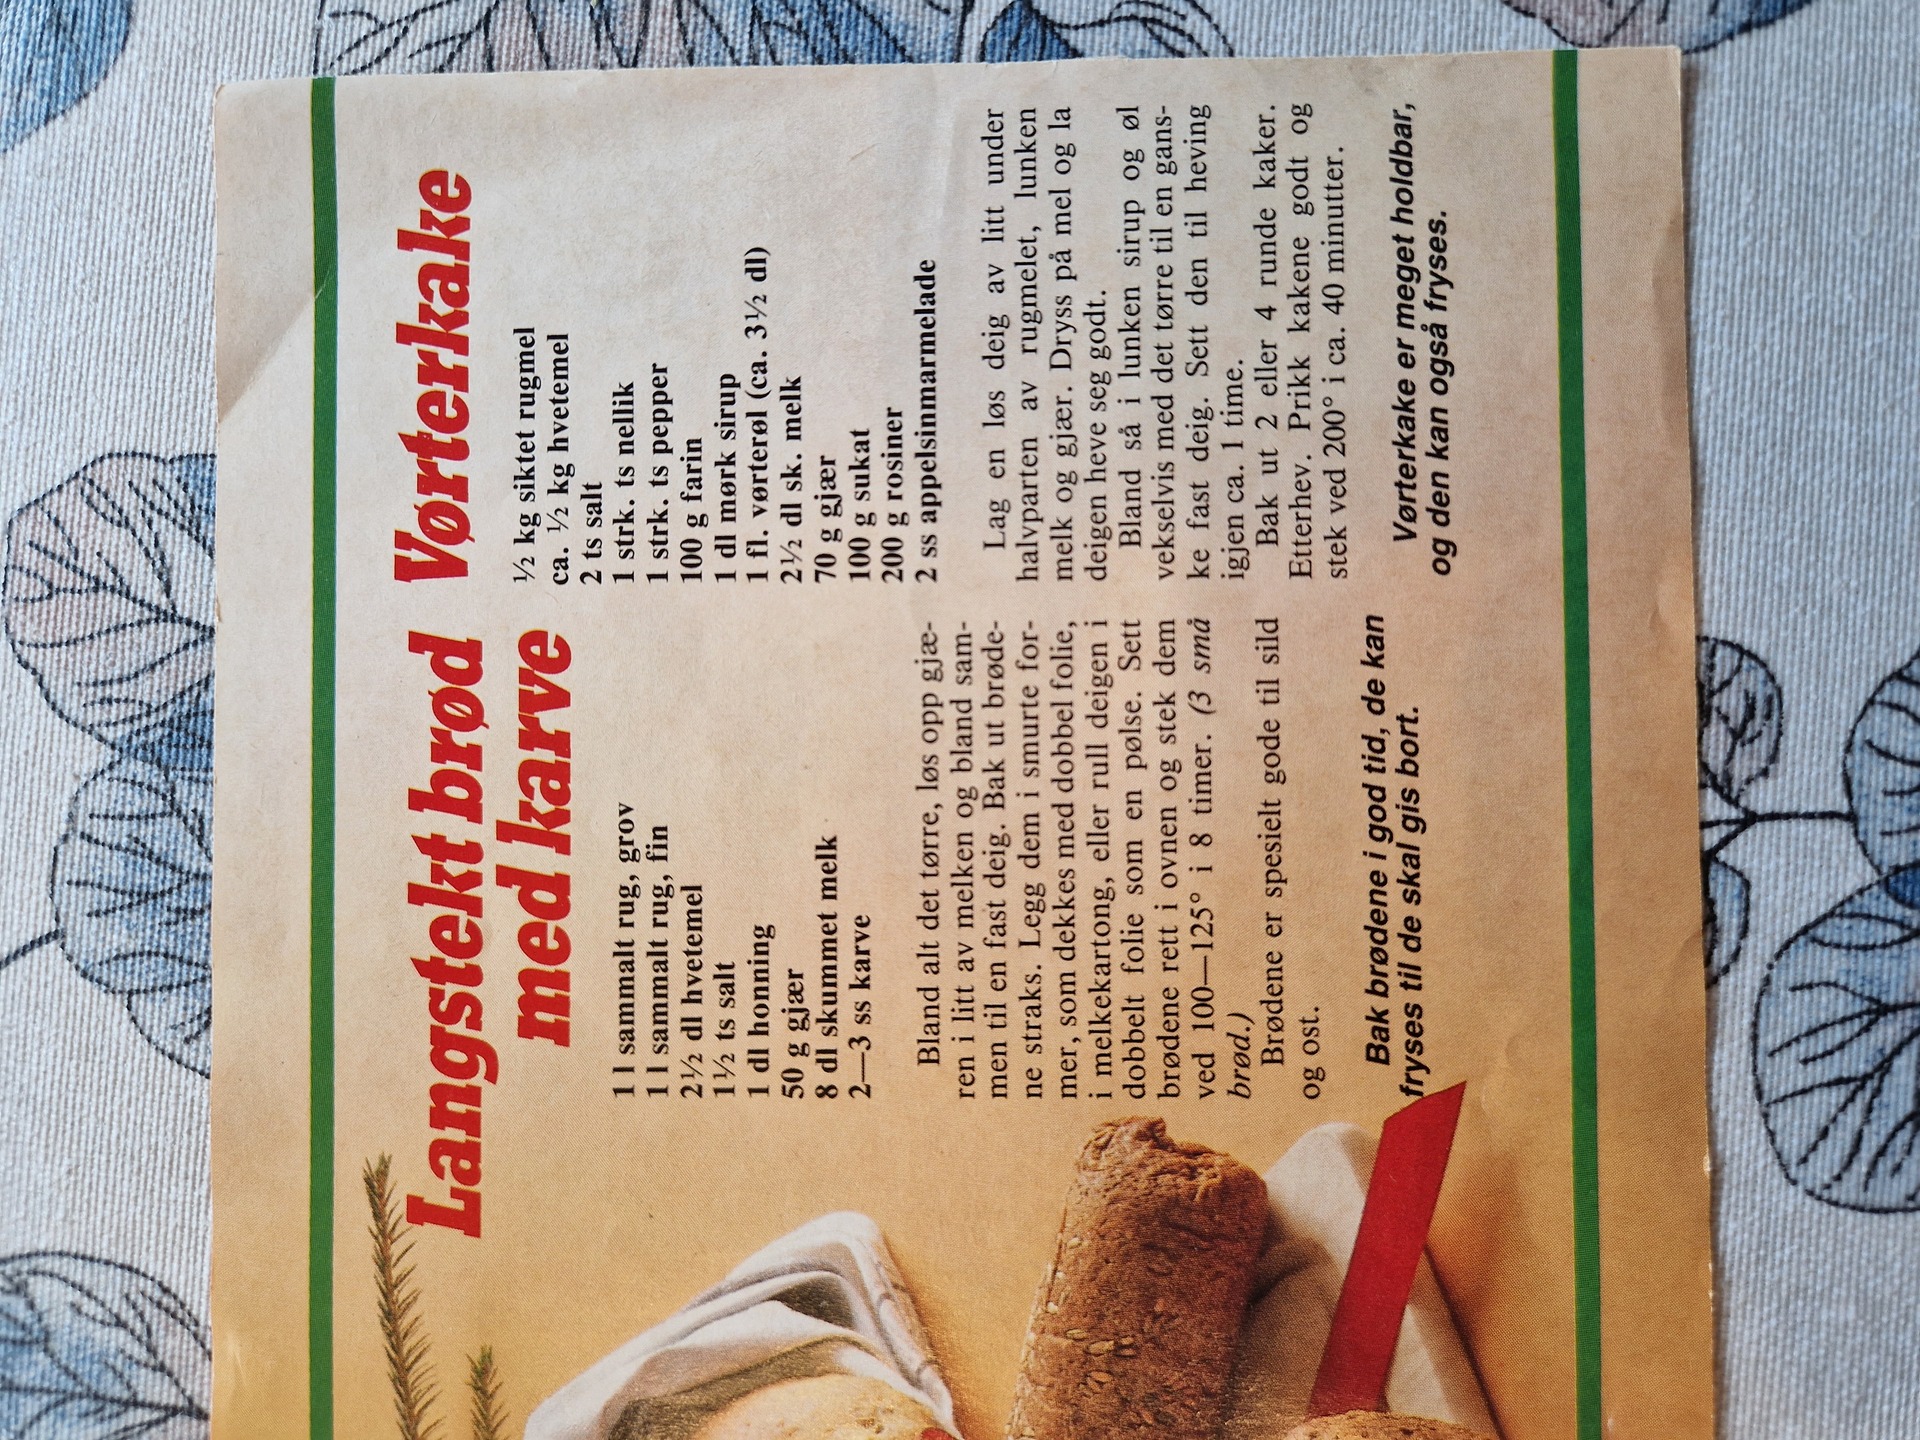 Langstekt brød
med karve
1 l sammalt rug, grov
1 l sammalt rug, fin
2½ dl hvetemel
1½ ts salt
1 dl honning
50 g gjær
8 dl skummet melk
2—3 ss karve
Bland alt det tørre, løs opp gjæ-
ren i litt av melken og bland sam-
men til en fast deig. Bak ut brøde-
ne straks. Legg dem i smurte for-
mer, som dekkes med dobbel folie,
i melkekartong, eller rull deigen i
dobbelt folie som en pølse. Sett
brødene rett i ovnen og stek dem
ved 100—125° i 8 timer. (3 små
brød.)
Brødene er spesielt gode til sild
og ost.
Bak brødene i god tid, de kan
fryses til de skal gis bort.
Vørterkake
½ kg siktet rugmel
ca. ½ kg hvetemel
2 ts salt
1 strk. ts nellik
1 strk. ts pepper
100 g farin
1 dl mørk sirup
1 fl. vørterøl (ca. 3½ dl)
2½ dl sk. melk
70 g gjær
100 g sukat
200 g rosiner
2 ss appelsinmarmelade
Lag en løs deig av litt under
halvparten av rugmelet, lunken
melk og gjær. Dryss på mel og la
deigen heve seg godt.
Bland så i lunken sirup og øl
vekselvis med det tørre til en gans-
ke fast deig. Sett den til heving
igjen ca. 1 time.
Bak ut 2 eller 4 runde kaker.
Etterhev. Prikk kakene godt og
stek ved 200° i ca. 40 minutter.
Vørterkake er meget holdbar,
og den kan også fryses.